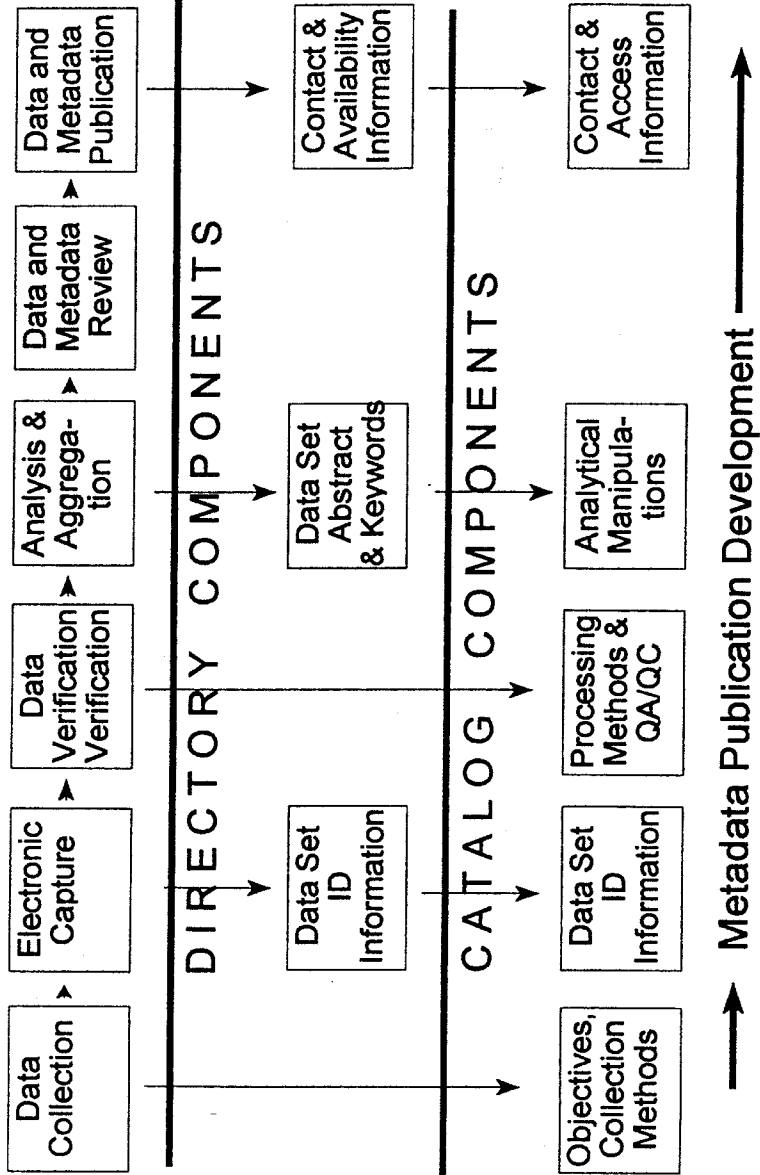 Data
Collection
Electronic
Capture
Data
Verification
Verification
Analysis &
Aggrega-
tion
Data and
Metadata
Review
Data and
Metadata
Publication
DIRECTORY COMPONENTS
Data Set
ID
Information
Data Set
Abstract
& Keywords
Contact &
Availability
Information
CATALOG COMPONENTS
Objectives,
Collection
Methods
Data Set
ID
Information
Processing
Methods &
QA/QC
Analytical
Manipula-
tions
Contact &
Access
Information
Metadata Publication Development